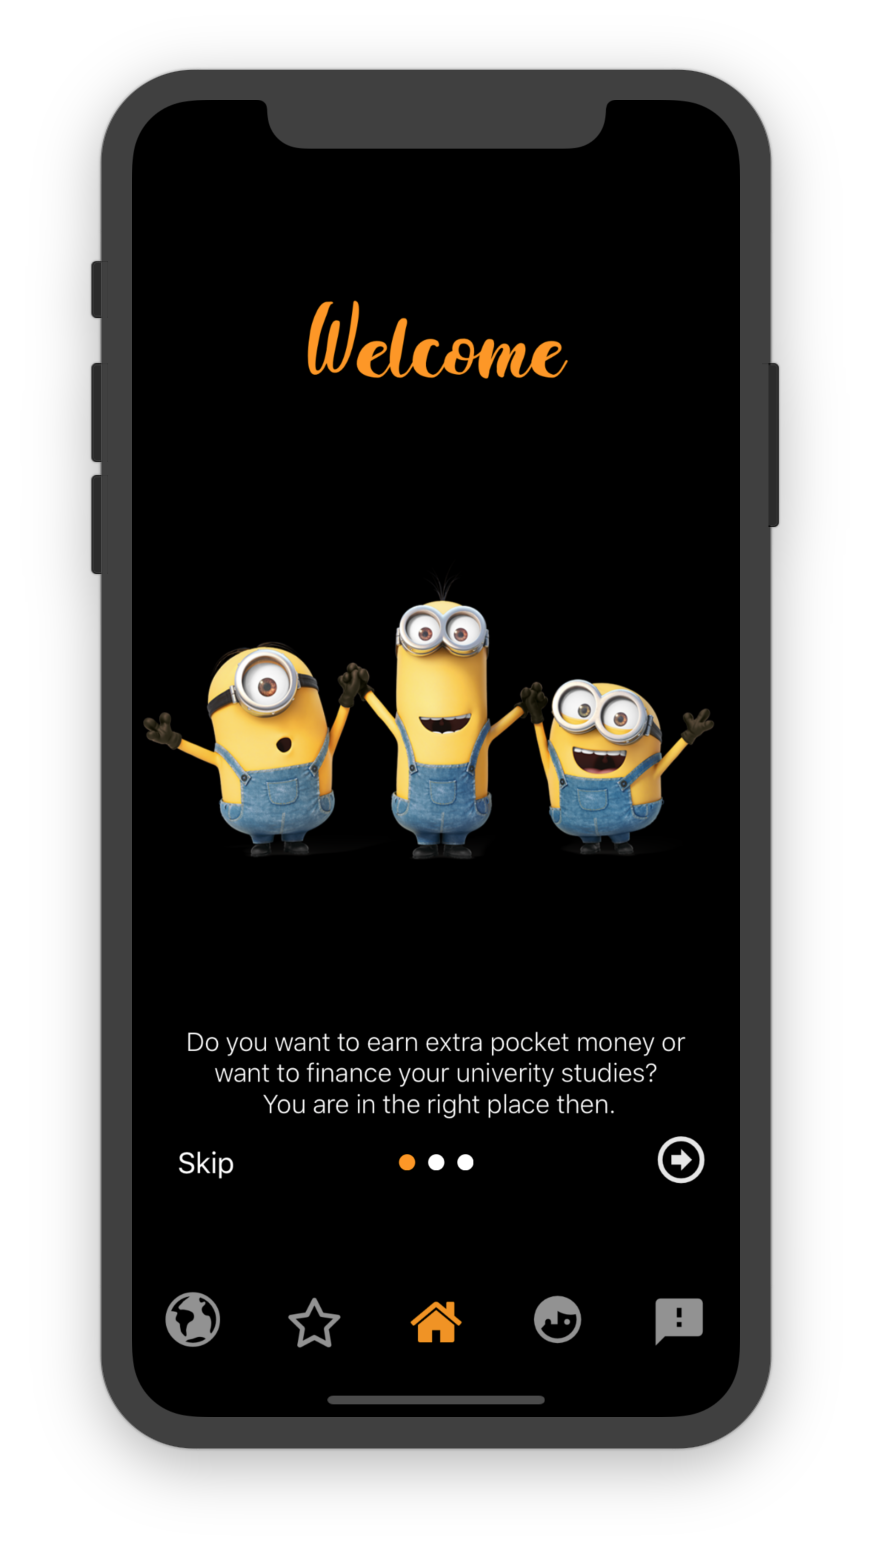 Welcome
Do you want to earn extra pocket money or
want to finance your univerity studies?
You are in the right place then.
Skip